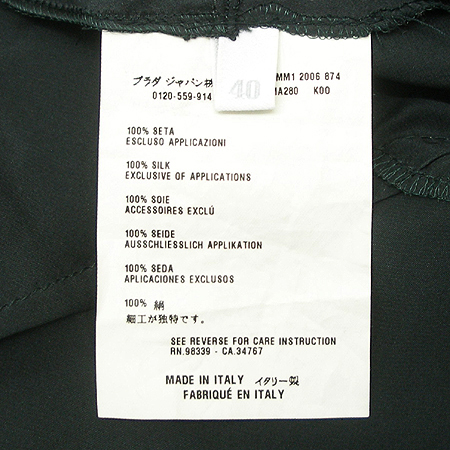 プラダ ジャパン株 MM1 2006 874
0120-559-914 MA280 K00
40
100% SETA
ESCLUSO APPLICAZIONI
100% SILK
EXCLUSIVE OF APPLICATIONS
100% SOIE
ACCESSOIRES EXCLÚ
100% SEIDE
AUSSCHLIESSLICH APPLIKATION
100% SEDA
APLICACIONES EXCLUSOS
100% 絹
細工が独特です。
SEE REVERSE FOR CARE INSTRUCTION
RN.98339 - CA.34767
MADE IN ITALY イタリー製
FABRIQUÉ EN ITALY